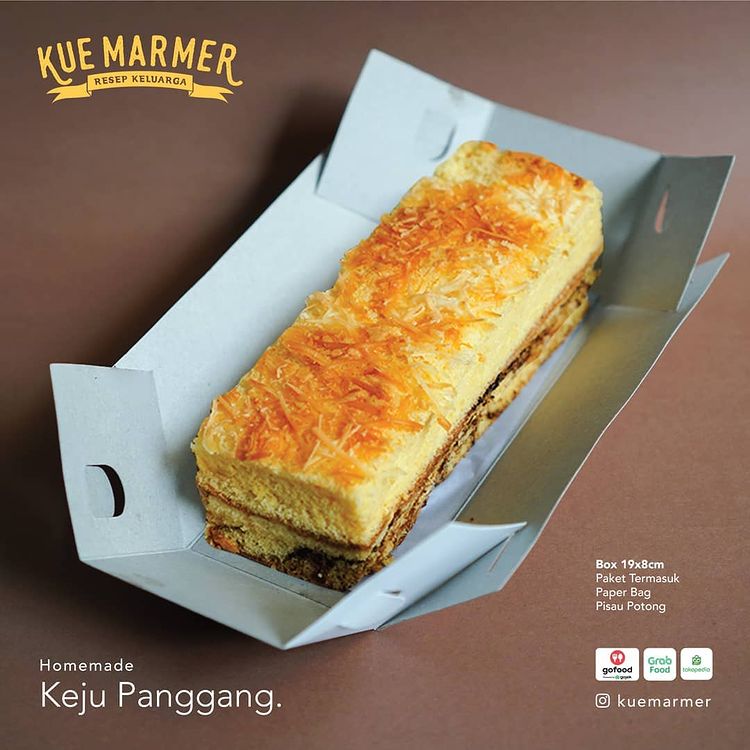 KUE MARMER
RESEP KELUARGA
Box 19x8cm
Paket Termasuk
Paper Bag
Pisau Potong
Homemade
Keju Panggang.
gofood
Grab
Food
tokopedia
kuemarmer